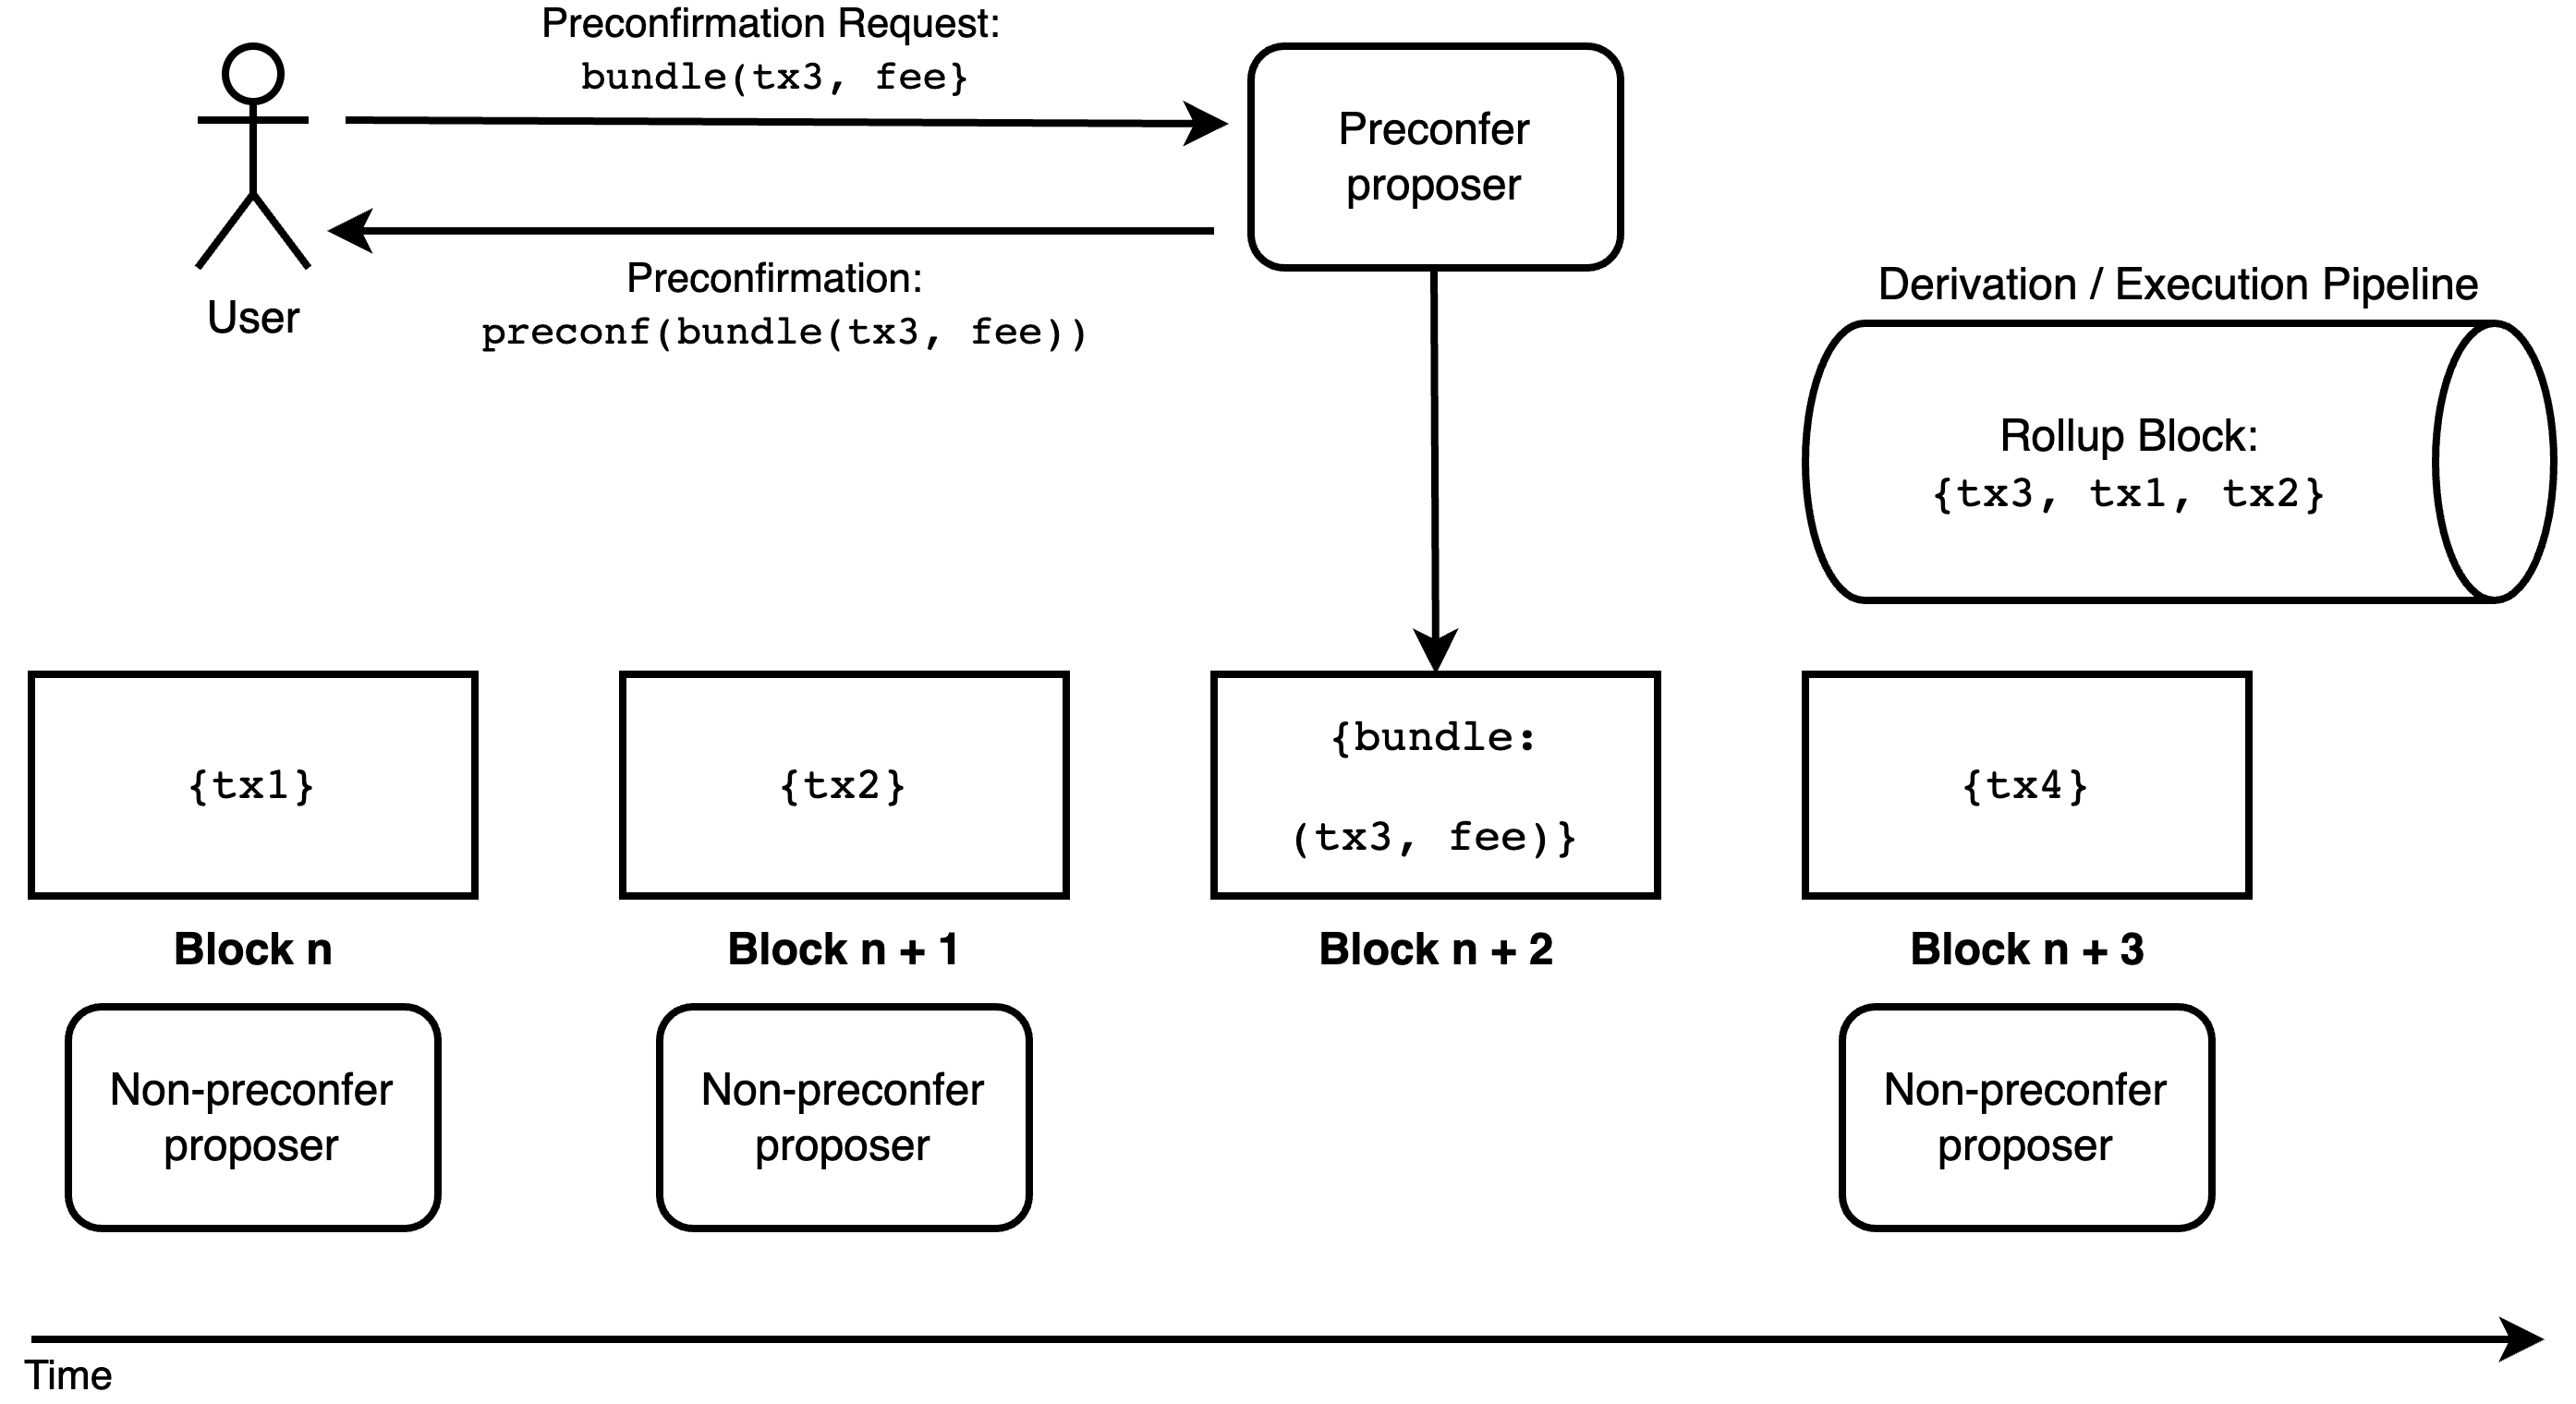 Preconfirmation Request:
bundle(tx3, fee}
Preconfer
proposer
User
Preconfirmation:
preconf(bundle(tx3, fee))
Derivation / Execution Pipeline
Rollup Block:
{tx3, tx1, tx2}
{tx1}
{tx2}
{bundle:
(tx3, fee)}
{tx4}
Block n
Block n + 1
Block n + 2
Block n + 3
Non-preconfer
proposer
Non-preconfer
proposer
Non-preconfer
proposer
Time